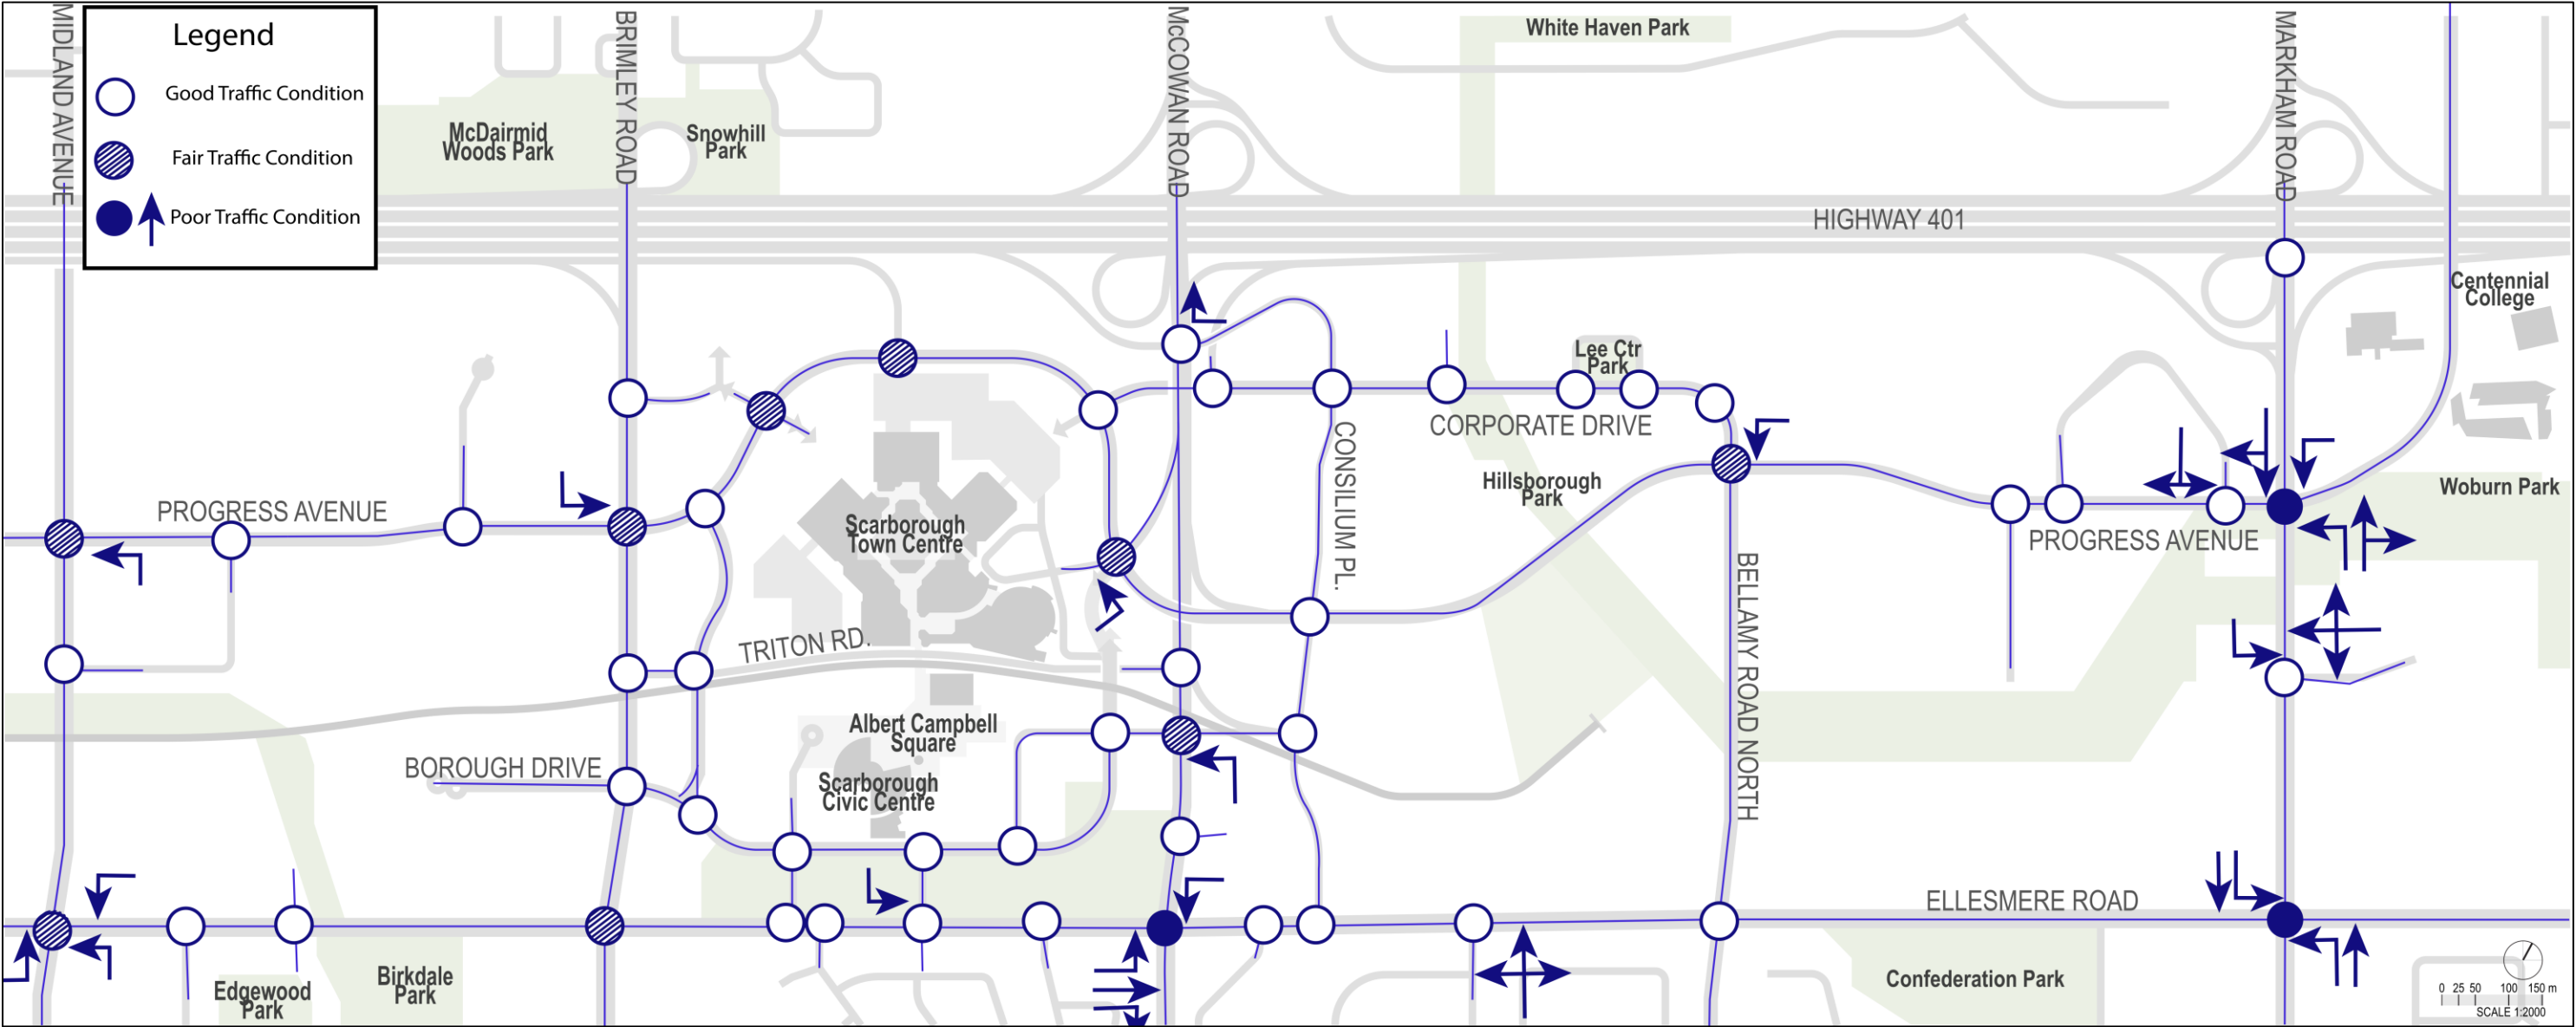 Legend
Good Traffic Condition
Fair Traffic Condition
Poor Traffic Condition
MIDLAND AVENUE
BRIMLEY ROAD
McCOWAN ROAD
MARKHAM ROAD
White Haven Park
McDairmid
Woods Park
Snowhill
Park
HIGHWAY 401
Centennial
College
Lee Ctr
Park
CORPORATE DRIVE
CONSILIUM PL.
Hillsborough
Park
Woburn Park
PROGRESS AVENUE
Scarborough
Town Centre
PROGRESS AVENUE
BELLAMY ROAD NORTH
TRITON RD.
Albert Campbell
Square
BOROUGH DRIVE
Scarborough
Civic Centre
ELLESMERE ROAD
Edgewood
Park
Birkdale
Park
Confederation Park
0 25 50 100 150 m
SCALE 1:2000